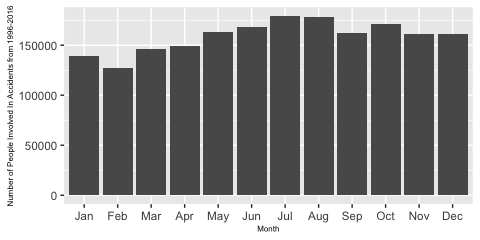 Number of People Involved In Accidents from 1996-2016
150000
100000
50000
0
Jan Feb Mar Apr May Jun Jul Aug Sep Oct Nov Dec
Month